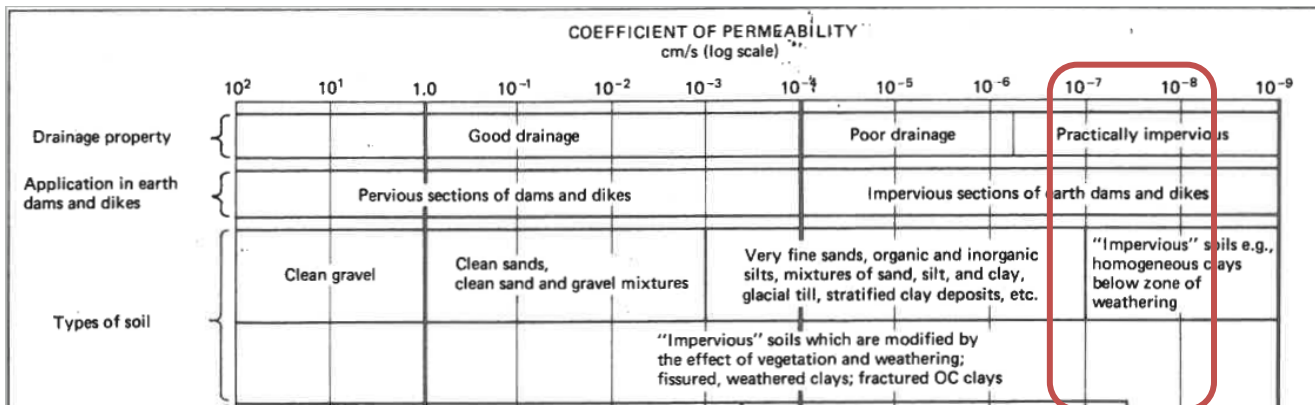 COEFFICIENT OF PERMEABILITY
cm/s (log scale)
10² 10¹ 1.0 10⁻¹ 10⁻² 10⁻³ 10⁻⁴ 10⁻⁵ 10⁻⁶ 10⁻⁷ 10⁻⁸ 10⁻⁹
Drainage property
Good drainage
Poor drainage
Practically impervious
Application in earth
dams and dikes
Pervious sections of dams and dikes
Impervious sections of earth dams and dikes
Types of soil
Clean gravel
Clean sands,
clean sand and gravel mixtures
Very fine sands, organic and inorganic
silts, mixtures of sand, silt, and clay,
glacial till, stratified clay deposits, etc.
"Impervious" soils e.g.,
homogeneous clays
below zone of
weathering
"Impervious" soils which are modified by
the effect of vegetation and weathering;
fissured, weathered clays; fractured OC clays